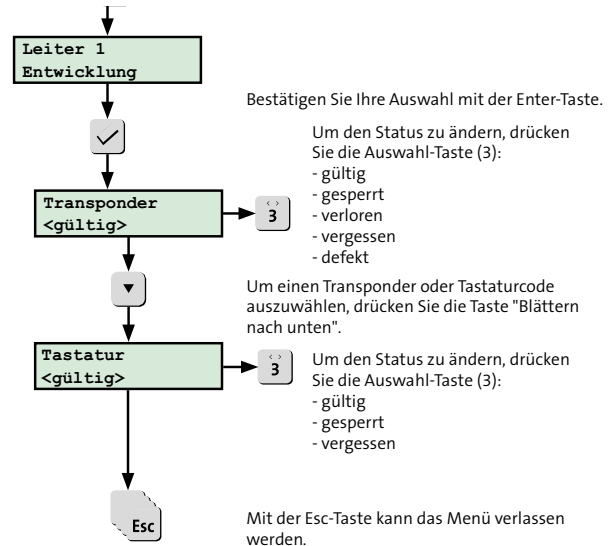 Leiter 1
Entwicklung
Bestätigen Sie Ihre Auswahl mit der Enter-Taste.
Um den Status zu ändern, drücken
Sie die Auswahl-Taste (3):
- gültig
- gesperrt
- verloren
- vergessen
- defekt
Transponder
<gültig>
< >
3
Um einen Transponder oder Tastaturcode
auszuwählen, drücken Sie die Taste "Blättern
nach unten".
Tastatur
<gültig>
< >
3
Um den Status zu ändern, drücken
Sie die Auswahl-Taste (3):
- gültig
- gesperrt
- vergessen
Esc
Mit der Esc-Taste kann das Menü verlassen
werden.